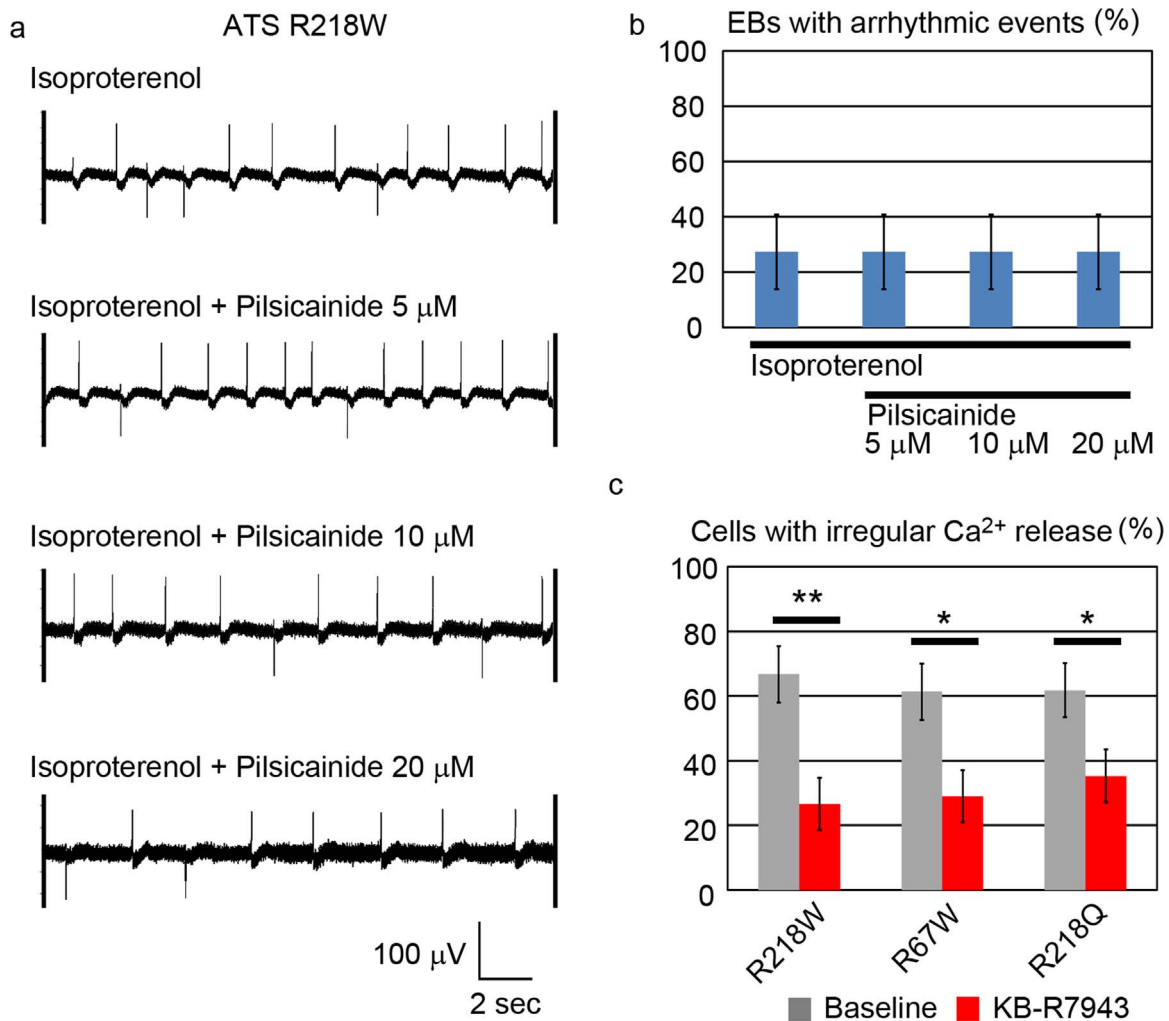 a
ATS R218W
Isoproterenol
Isoproterenol + Pilsicainide 5 μM
Isoproterenol + Pilsicainide 10 μM
Isoproterenol + Pilsicainide 20 μM
100 μV
2 sec
b
EBs with arrhythmic events (%)
100
80
60
40
20
0
Isoproterenol
Pilsicainide
5 μM 10 μM 20 μM
c
Cells with irregular Ca²⁺ release (%)
100
80
60
40
20
0
** * *
R218W R67W R218Q
Baseline KB-R7943